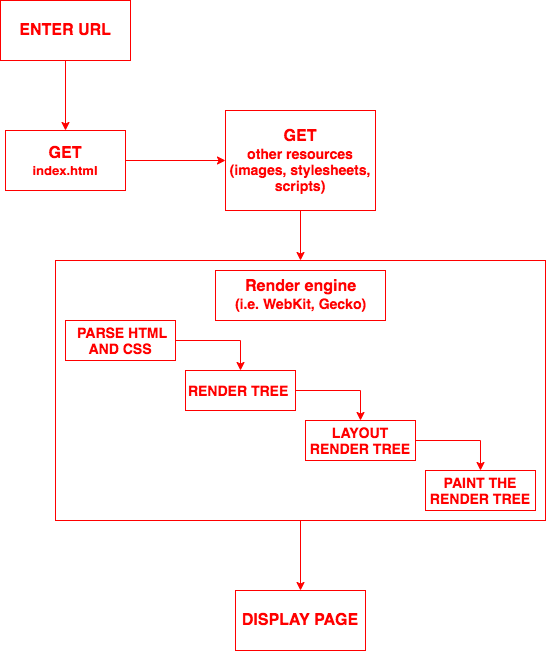 ENTER URL
GET
index.html
GET
other resources
(images, stylesheets,
scripts)
Render engine
(i.e. WebKit, Gecko)
PARSE HTML
AND CSS
RENDER TREE
LAYOUT
RENDER TREE
PAINT THE
RENDER TREE
DISPLAY PAGE